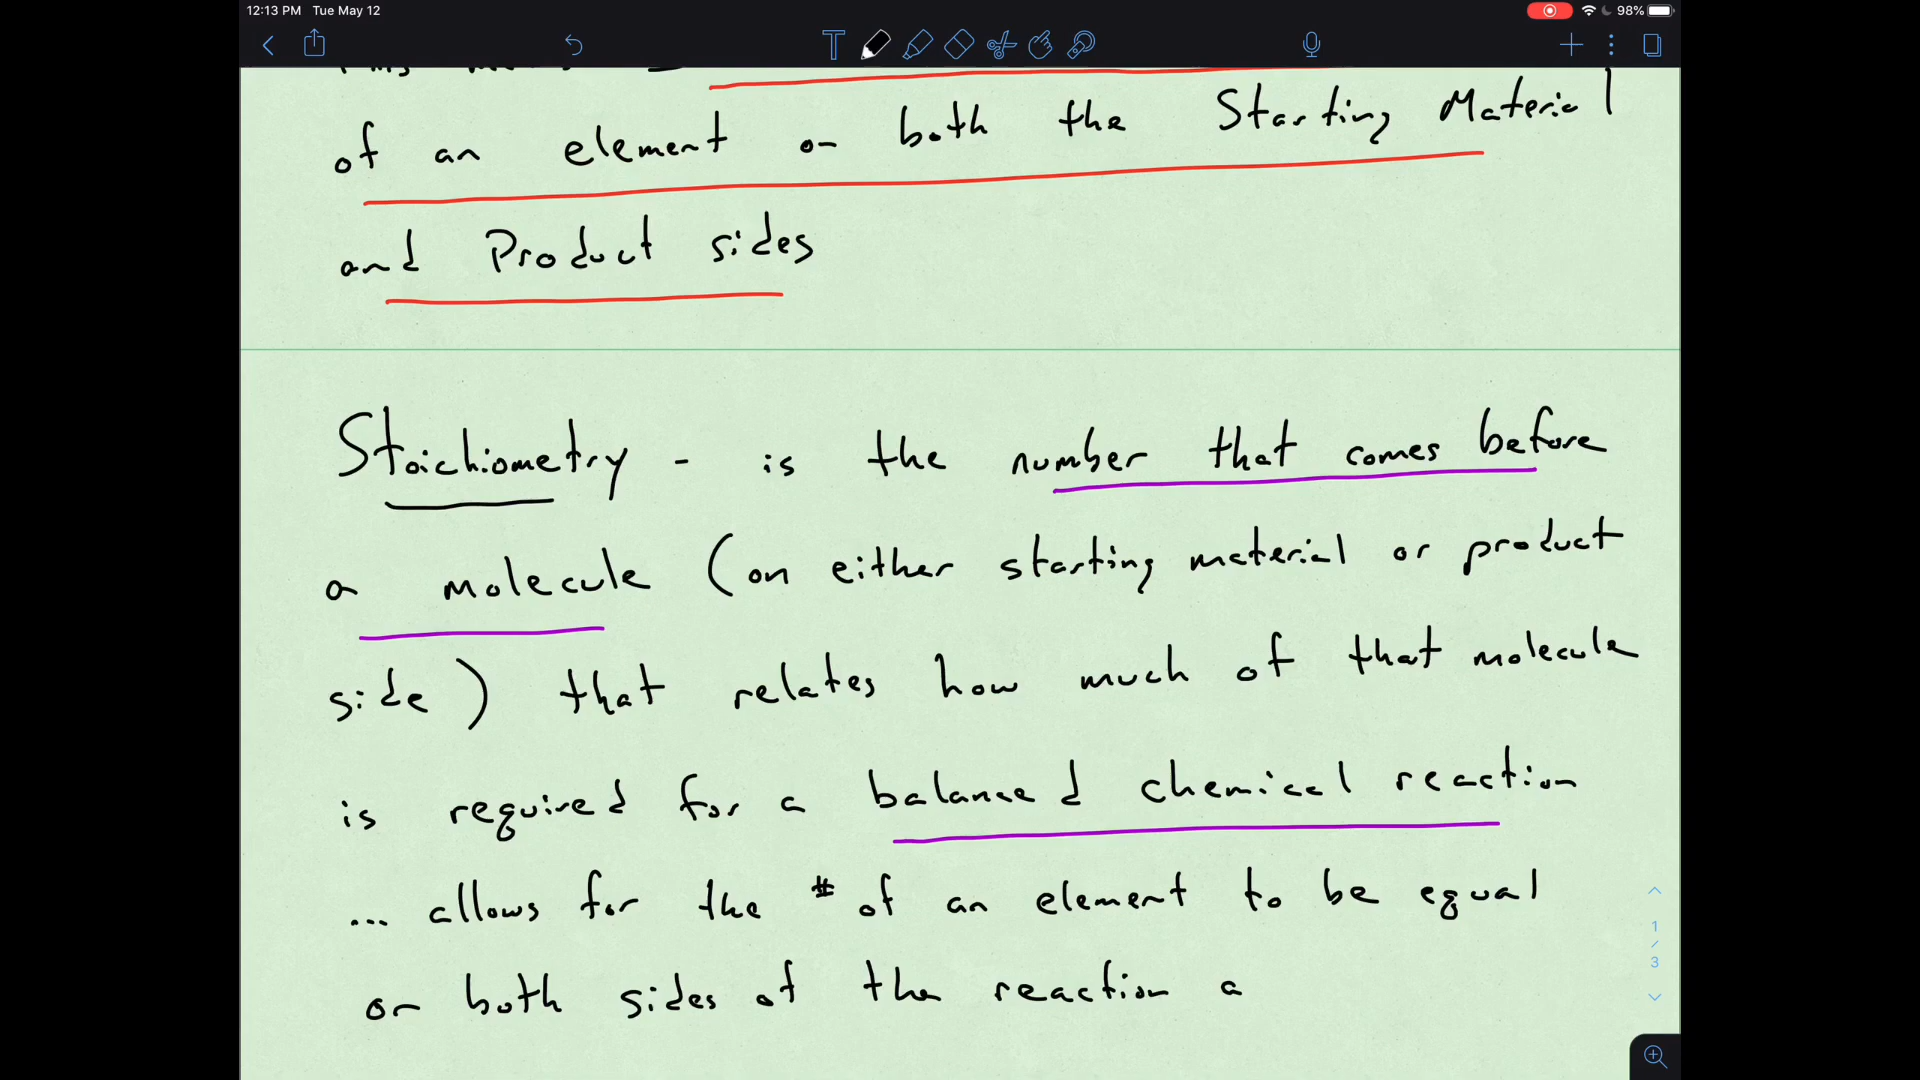 12:13 PM Tue May 12
98%
T
of an element on both the Starting Material
and Product sides
Stoichiometry - is the number that comes before
a molecule (on either starting material or product
side) that relates how much of that molecule
is required for a balanced chemical reaction
... allows for the # of an element to be equal
on both sides of the reaction a
1
/
3